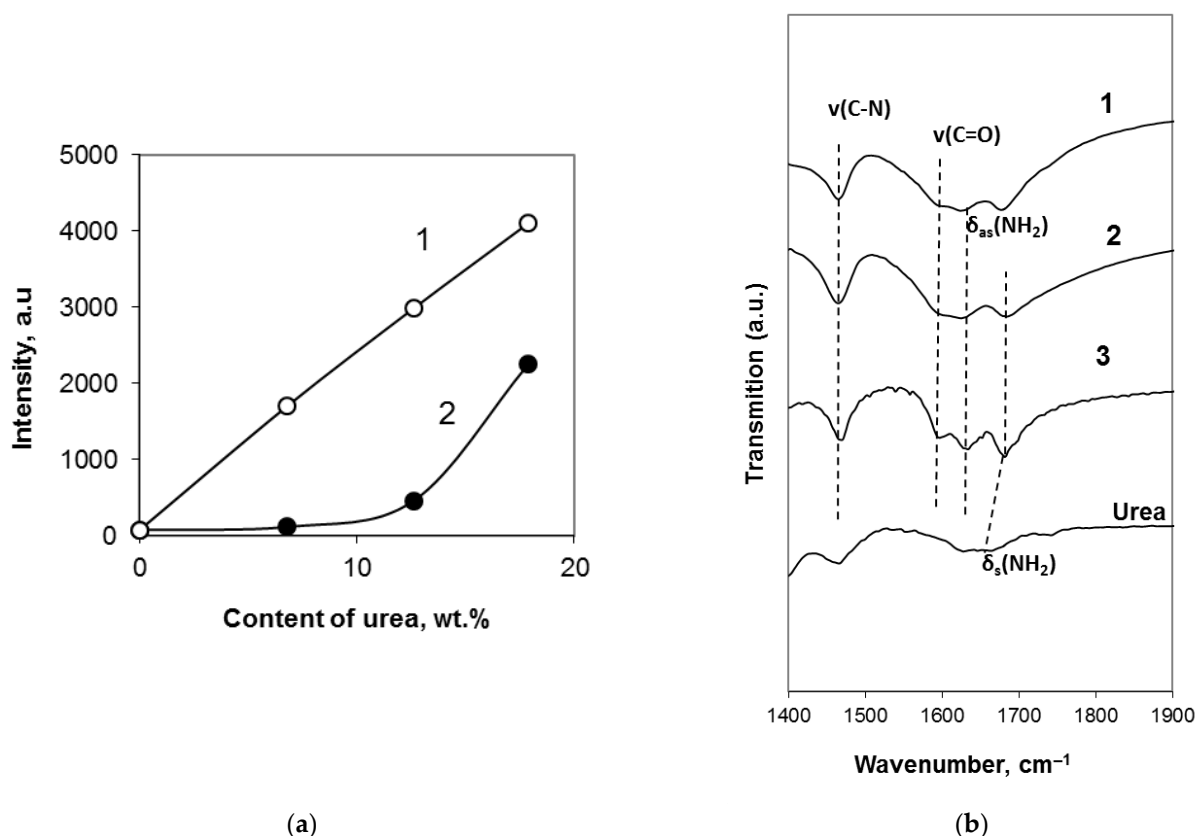 5000
4000
3000
2000
1000
0
0 10 20
Intensity, a.u
Content of urea, wt.%
1
2
(a)
ν(C-N)
ν(C=O)
1
δas(NH2)
2
3
Urea
δs(NH2)
Transmition (a.u.)
1400 1500 1600 1700 1800 1900
Wavenumber, cm–1
(b)